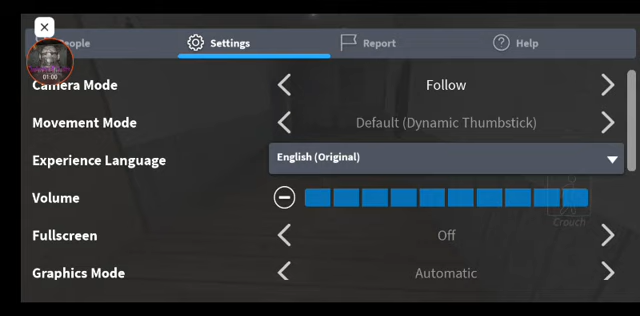 People
Settings
Report
Help
01:00
Camera Mode
Follow
Movement Mode
Default (Dynamic Thumbstick)
Experience Language
English (Original)
Volume
Crouch
Fullscreen
Off
Graphics Mode
Automatic